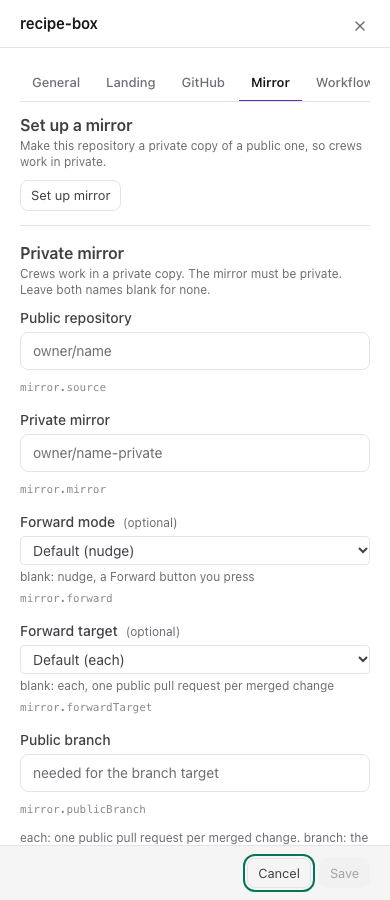 recipe-box
General Landing GitHub Mirror Workflow
Set up a mirror
Make this repository a private copy of a public one, so crews
work in private.
Set up mirror
Private mirror
Crews work in a private copy. The mirror must be private.
Leave both names blank for none.
Public repository
owner/name
mirror.source
Private mirror
owner/name-private
mirror.mirror
Forward mode (optional)
Default (nudge)
blank: nudge, a Forward button you press
mirror.forward
Forward target (optional)
Default (each)
blank: each, one public pull request per merged change
mirror.forwardTarget
Public branch
needed for the branch target
mirror.publicBranch
each: one public pull request per merged change. branch: the
Cancel Save